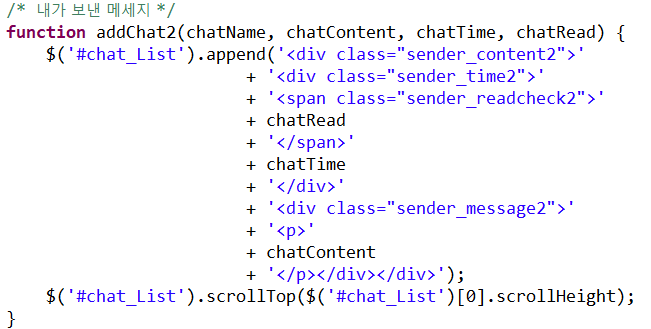 /* 내가 보낸 메세지 */
function addChat2(chatName, chatContent, chatTime, chatRead) {
    $('#chat_List').append('<div class="sender_content2">'
                        + '<div class="sender_time2">'
                        + '<span class="sender_readcheck2">'
                        + chatRead
                        + '</span>'
                        + chatTime
                        + '</div>'
                        + '<div class="sender_message2">'
                        + '<p>'
                        + chatContent
                        + '</p></div></div>');
    $('#chat_List').scrollTop($('#chat_List')[0].scrollHeight);
}